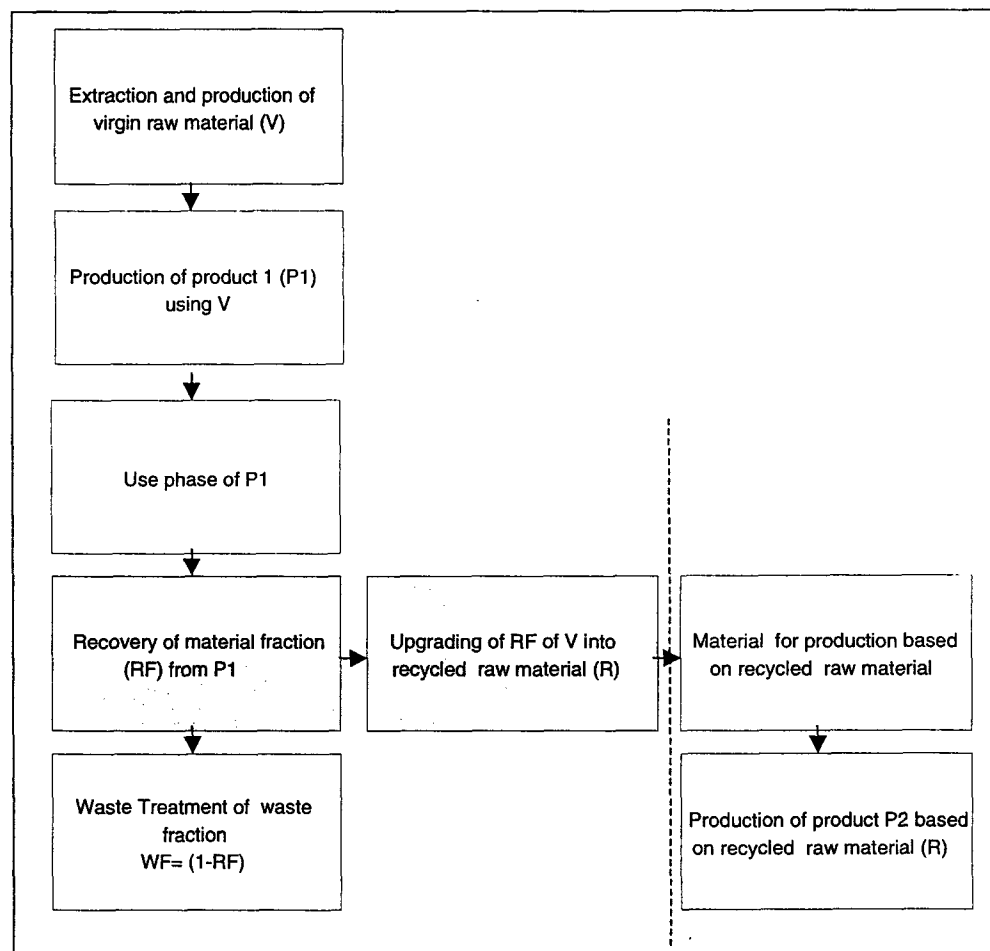 Extraction and production of
virgin raw material (V)
Production of product 1 (P1)
using V
Use phase of P1
Recovery of material fraction
(RF) from P1
Upgrading of RF of V into
recycled raw material (R)
Material for production based
on recycled raw material
Waste Treatment of waste
fraction
WF= (1-RF)
Production of product P2 based
on recycled raw material (R)